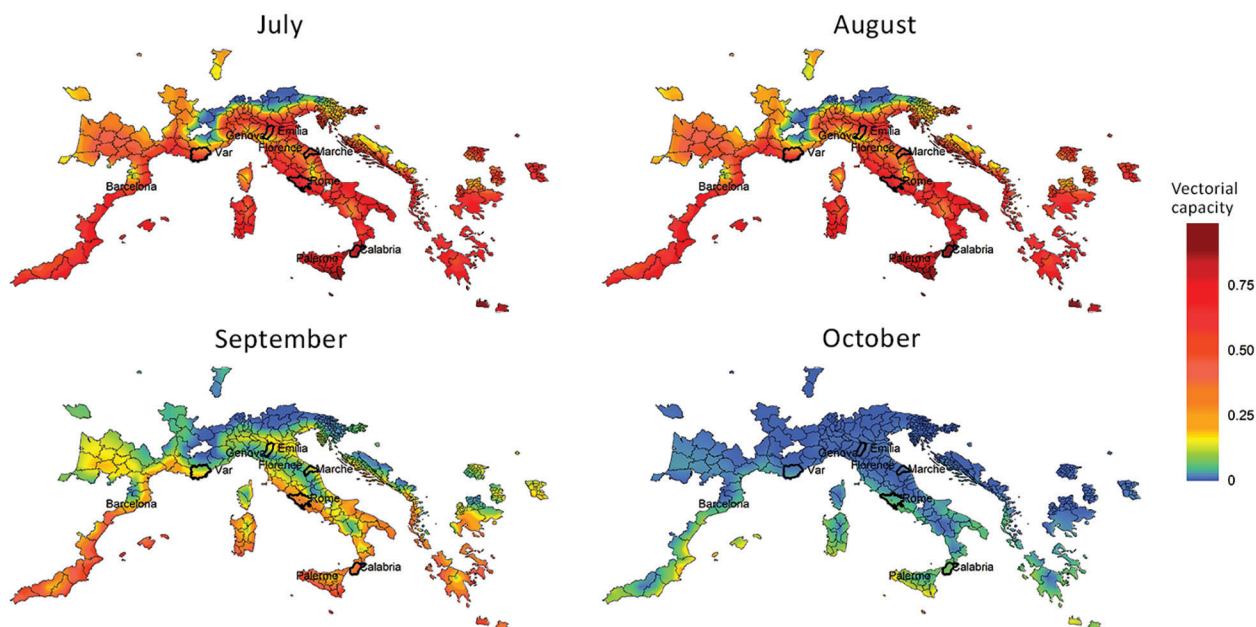 July
Genova
Emilia
Florence
Marche
Var
Rome
Barcelona
Calabria
Palermo
August
Genova
Emilia
Florence
Marche
Var
Rome
Barcelona
Calabria
Palermo
Vectorial
capacity
0.75
0.50
0.25
0
September
Genova
Emilia
Florence
Marche
Var
Rome
Barcelona
Calabria
Palermo
October
Genova
Emilia
Florence
Marche
Var
Rome
Barcelona
Calabria
Palermo